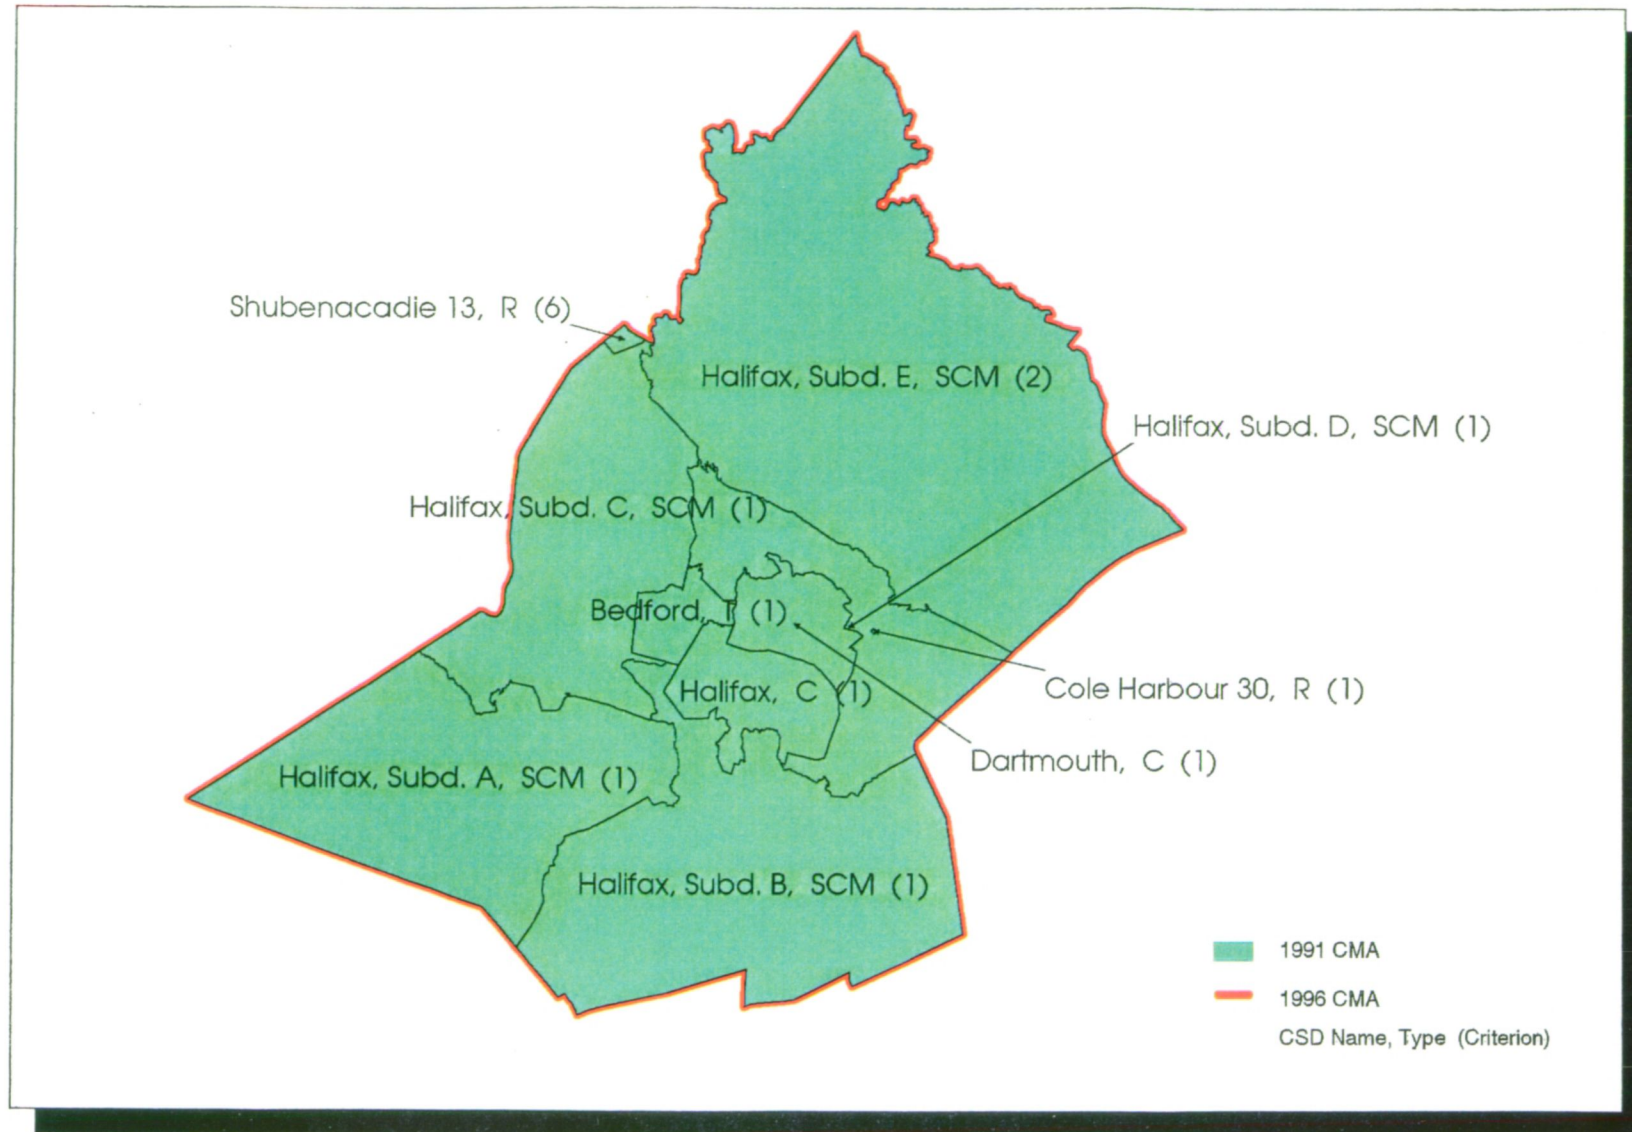 Shubenacadie 13, R (6)
Halifax, Subd. E, SCM (2)
Halifax, Subd. D, SCM (1)
Halifax, Subd. C, SCM (1)
Bedford, T (1)
Halifax, C (1)
Cole Harbour 30, R (1)
Dartmouth, C (1)
Halifax, Subd. A, SCM (1)
Halifax, Subd. B, SCM (1)
1991 CMA
1996 CMA
CSD Name, Type (Criterion)